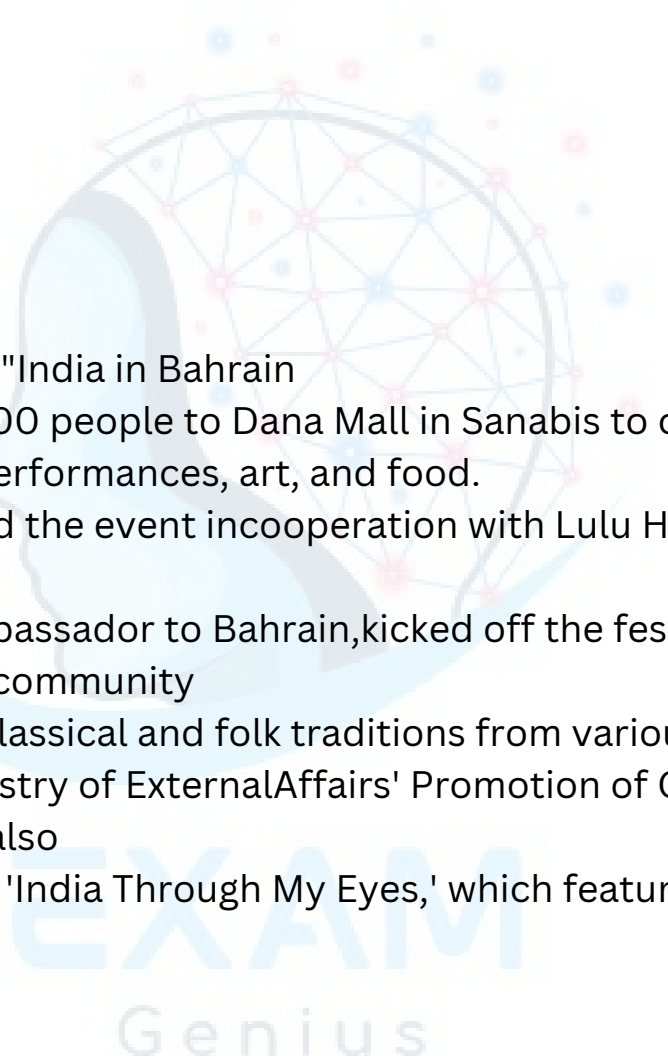 "India in Bahrain
00 people to Dana Mall in Sanabis to
erformances, art, and food.
d the event incooperation with Lulu H
bassador to Bahrain,kicked off the fes
community
lassical and folk traditions from variou
stry of ExternalAffairs' Promotion of C
also
'India Through My Eyes,' which featur
EXAM
Genius